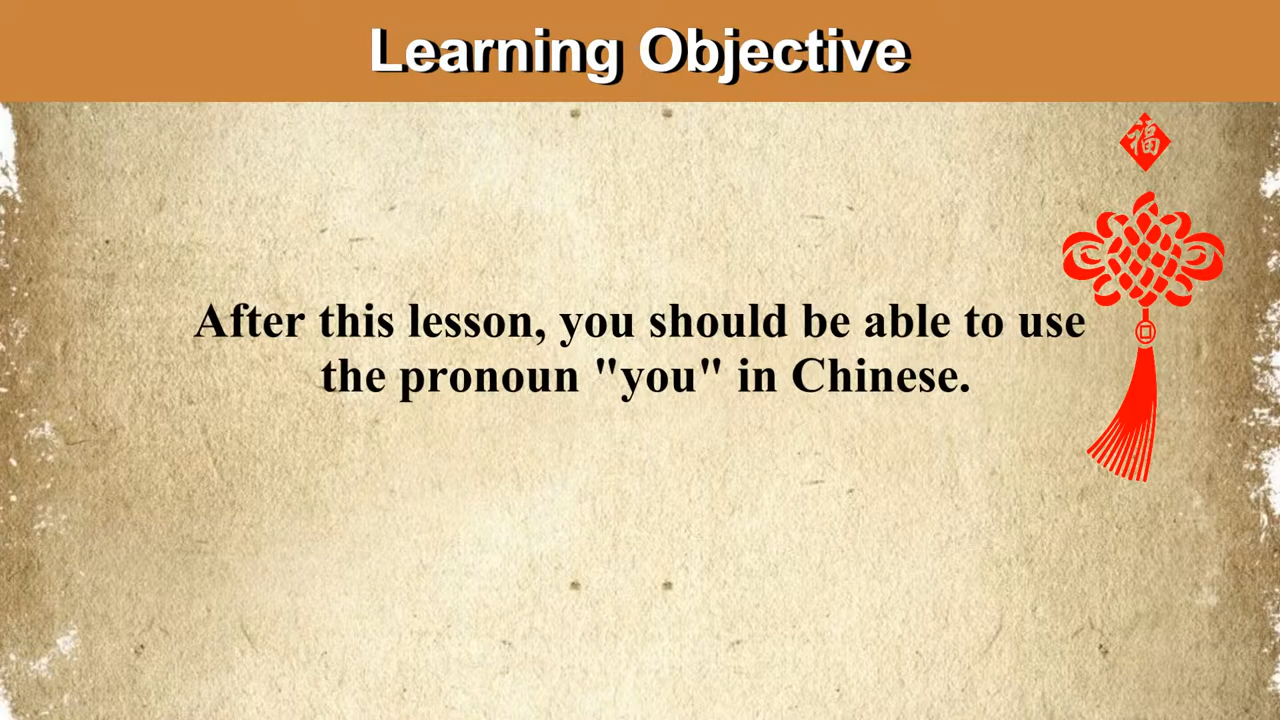 Learning Objective
福
After this lesson, you should be able to use
the pronoun "you" in Chinese.